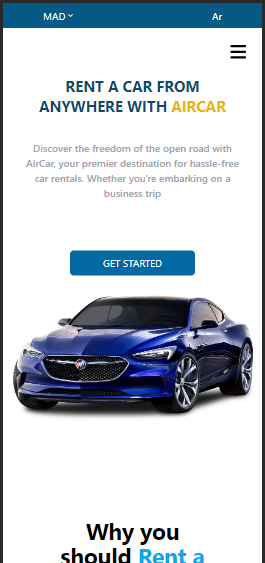 MAD
Ar
RENT A CAR FROM
ANYWHERE WITH AIRCAR
Discover the freedom of the open road with
AirCar, your premier destination for hassle-free
car rentals. Whether you're embarking on a
business trip
GET STARTED
Why you
should Rent a